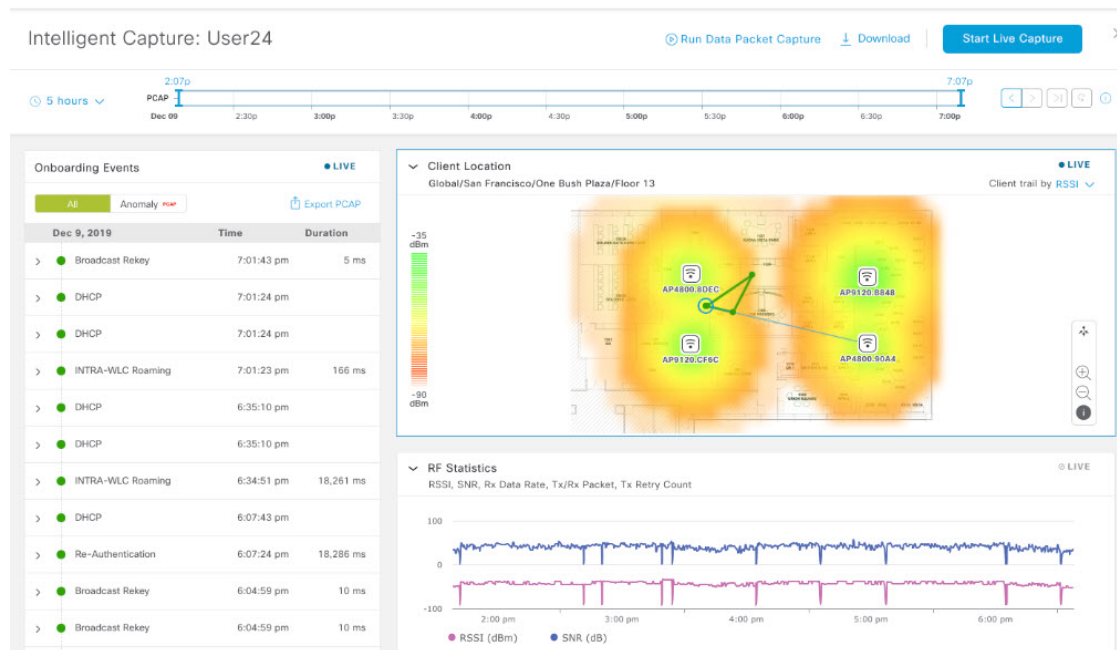 Intelligent Capture: User24
Run Data Packet Capture
Download
Start Live Capture
2:07p
7:07p
5 hours
PCAP
Dec 09
2:30p
3:00p
3:30p
4:00p
4:30p
5:00p
5:30p
6:00p
6:30p
7:00p
Onboarding Events
LIVE
All
Anomaly PCAP
Export PCAP
Dec 9, 2019 Time Duration
Broadcast Rekey 7:01:43 pm 5 ms
DHCP 7:01:24 pm
DHCP 7:01:24 pm
INTRA-WLC Roaming 7:01:23 pm 166 ms
DHCP 6:35:10 pm
DHCP 6:35:10 pm
INTRA-WLC Roaming 6:34:51 pm 18,261 ms
DHCP 6:07:43 pm
Re-Authentication 6:07:24 pm 18,286 ms
Broadcast Rekey 6:04:59 pm 10 ms
Broadcast Rekey 6:04:59 pm 10 ms
Client Location
LIVE
Global/San Francisco/One Bush Plaza/Floor 13
Client trail by RSSI
-35
dBm
-90
dBm
AP4800.8DEC
AP9120.B848
AP9120.CF6C
AP4800.90A4
RF Statistics
LIVE
RSSI, SNR, Rx Data Rate, Tx/Rx Packet, Tx Retry Count
100
0
-100
2:00 pm
3:00 pm
4:00 pm
5:00 pm
6:00 pm
RSSI (dBm)
SNR (dB)